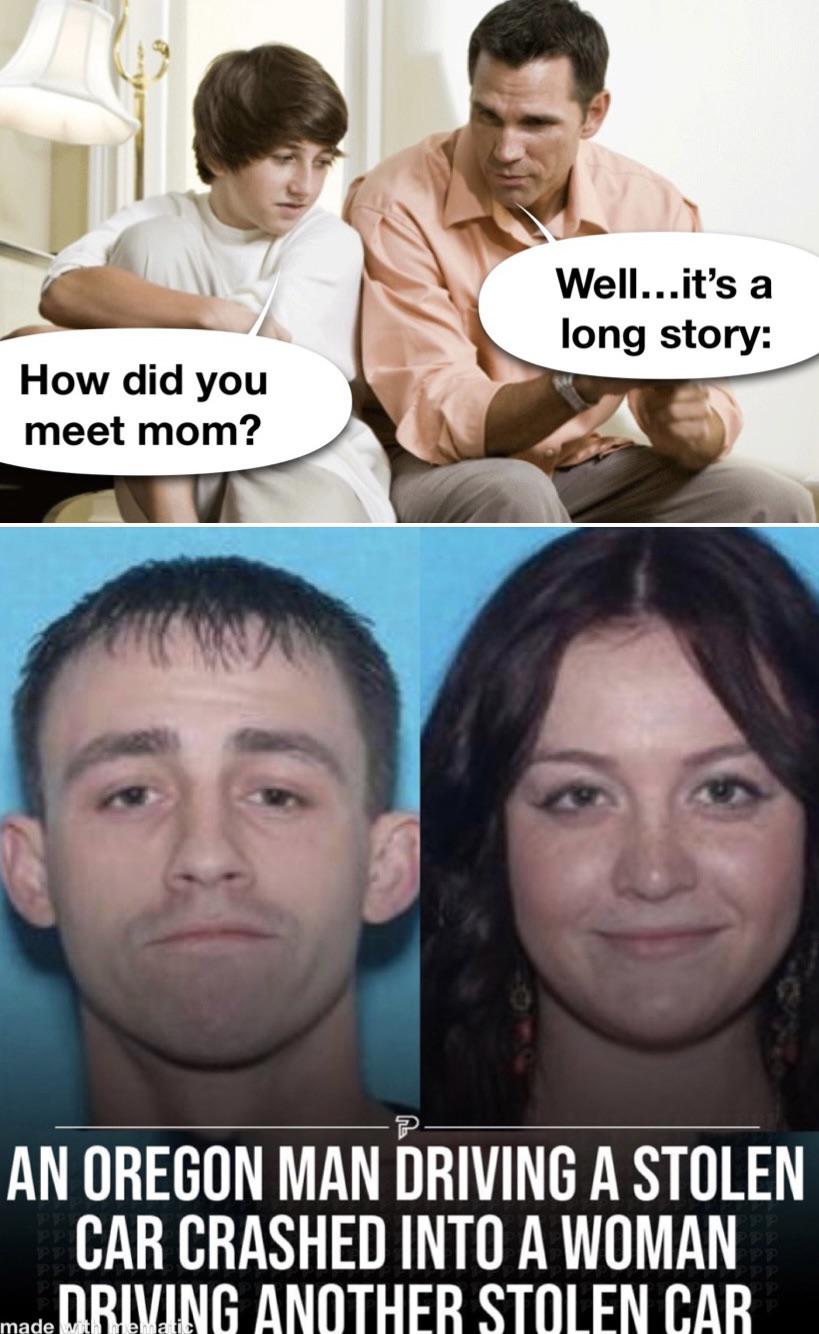 How did you
meet mom?
Well...it's a
long story:
AN OREGON MAN DRIVING A STOLEN
CAR CRASHED INTO A WOMAN
DRIVING ANOTHER STOLEN CAR
made with mematic